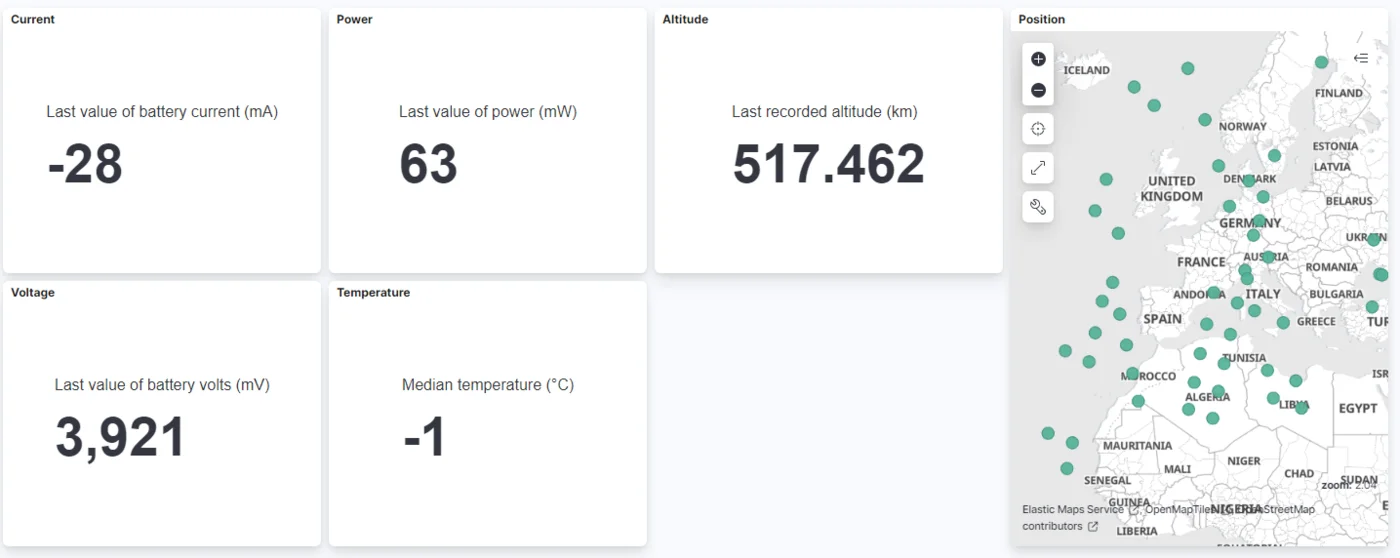 Current
Last value of battery current (mA)
-28
Power
Last value of power (mW)
63
Altitude
Last recorded altitude (km)
517.462
Voltage
Last value of battery volts (mV)
3,921
Temperature
Median temperature (°C)
-1
Position
ICELAND
FINLAND
NORWAY
ESTONIA
LATVIA
DENMARK
UNITED
KINGDOM
BELARUS
GERMANY
FRANCE
AUSTRIA
ROMANIA
ANDORRA
ITALY
BULGARIA
SPAIN
GREECE
TUNISIA
MOROCCO
ISR
ALGERIA
LIBYA
EGYPT
MAURITANIA
MALI
NIGER
CHAD
SUDAN
SENEGAL
zoom: 2.04
GUINEA
NIGERIA
LIBERIA
Elastic Maps Service , OpenMapTiles , OpenStreetMap
contributors